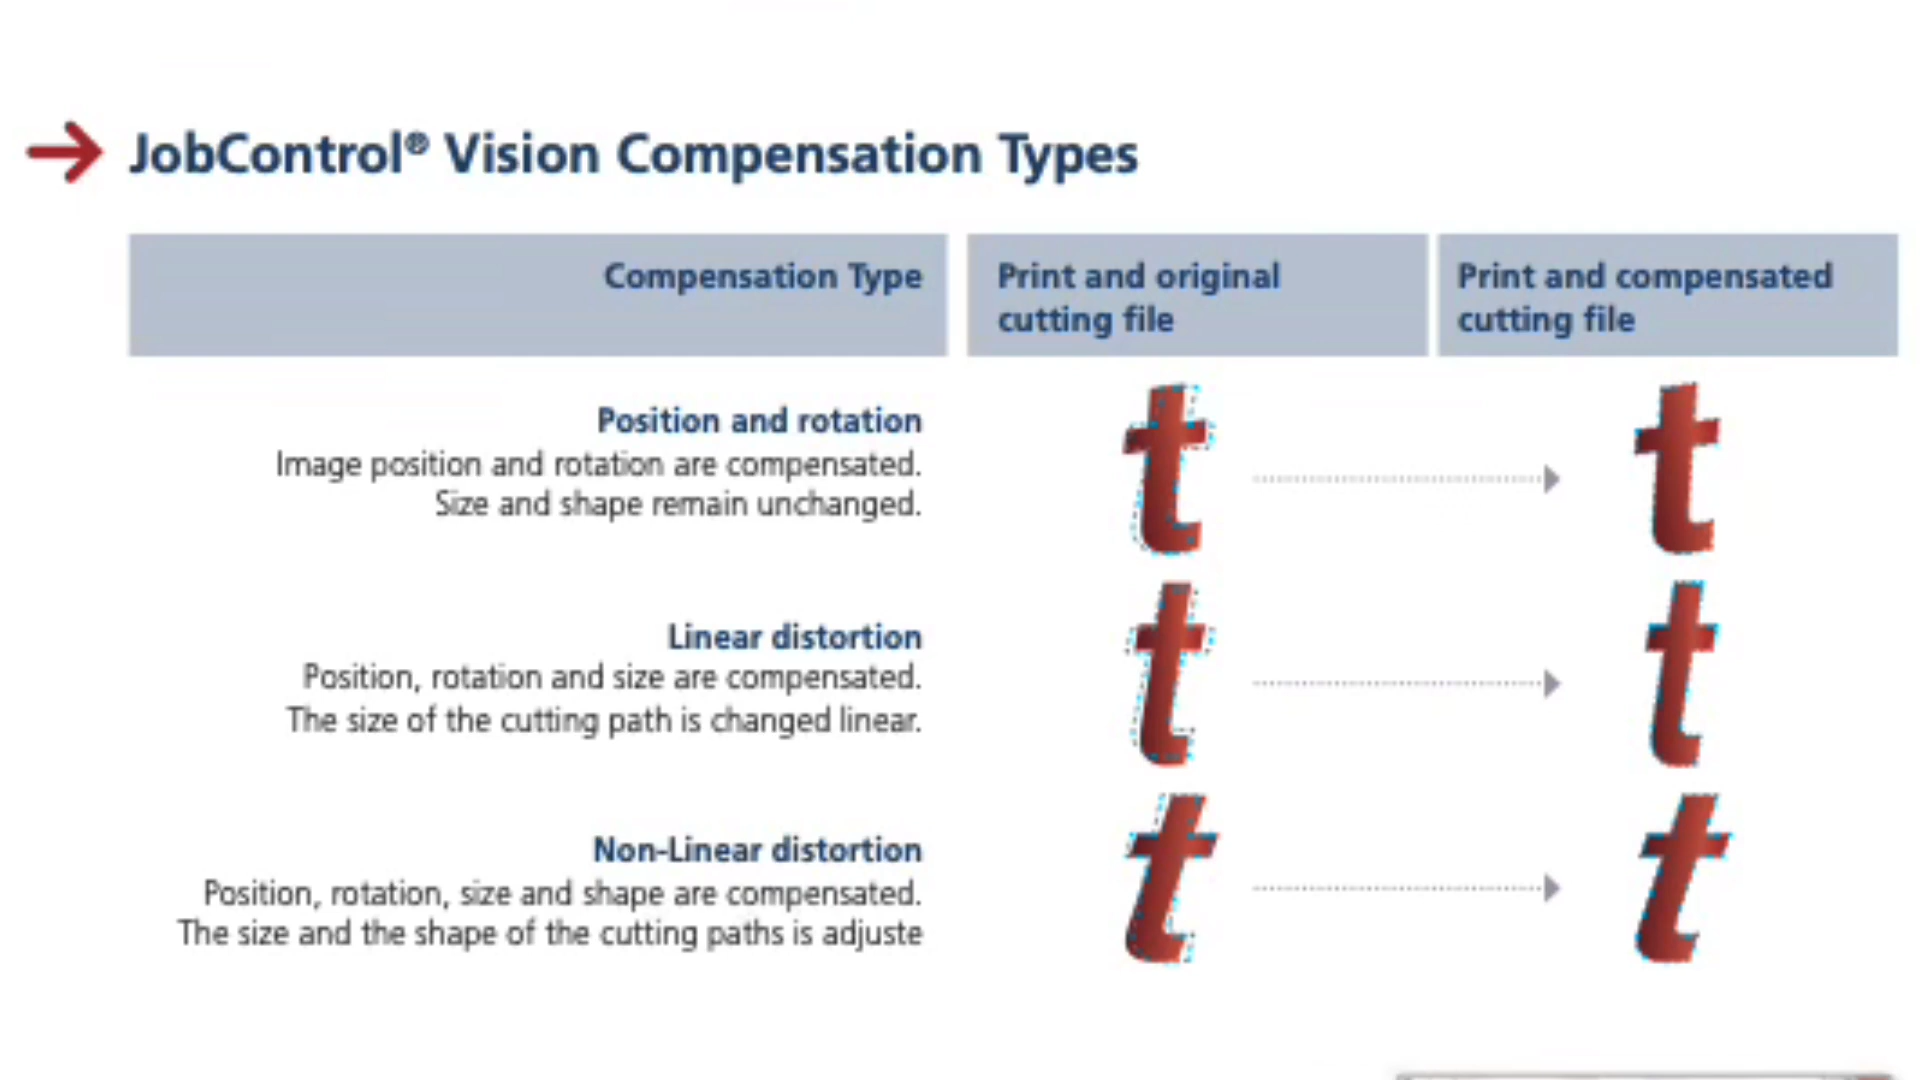 JobControl® Vision Compensation Types
Compensation Type
Print and original
cutting file
Print and compensated
cutting file
Position and rotation
Image position and rotation are compensated.
Size and shape remain unchanged.
t
t
Linear distortion
Position, rotation and size are compensated.
The size of the cutting path is changed linear.
t
t
Non-Linear distortion
Position, rotation, size and shape are compensated.
The size and the shape of the cutting paths is adjuste
t
t